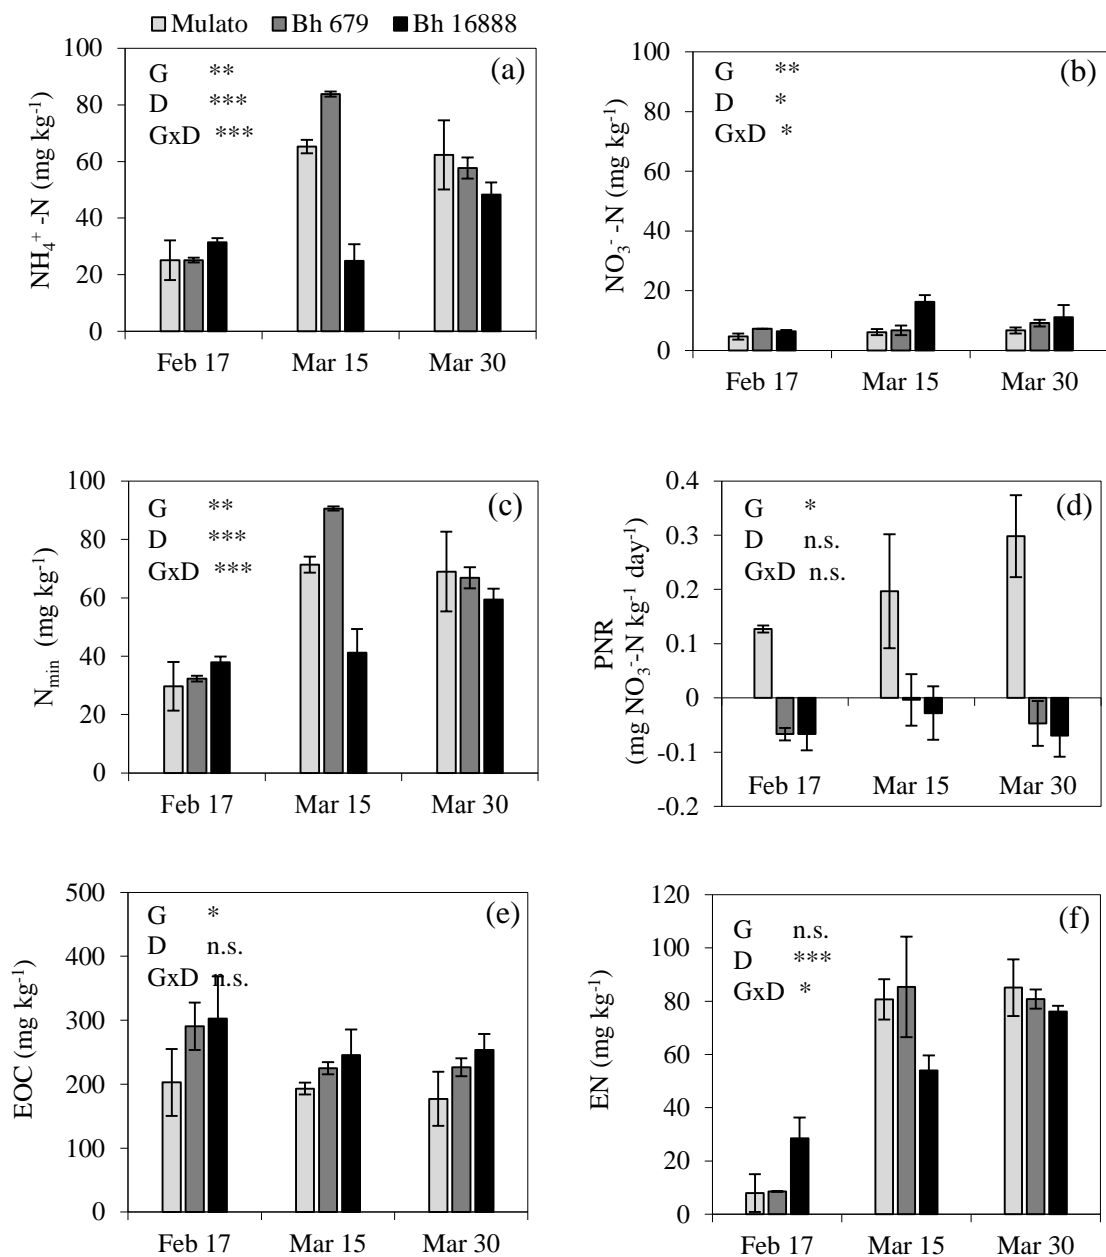 Mulato Bh 679 Bh 16888
(a)
G **
D ***
GxD ***
NH₄⁺ -N (mg kg⁻¹)
100
80
60
40
20
0
Feb 17 Mar 15 Mar 30
(b)
G **
D *
GxD *
NO₃⁻ -N (mg kg⁻¹)
100
80
60
40
20
0
Feb 17 Mar 15 Mar 30
(c)
G **
D ***
GxD ***
Nmin (mg kg⁻¹)
100
80
60
40
20
0
Feb 17 Mar 15 Mar 30
(d)
G *
D n.s.
GxD n.s.
PNR
(mg NO₃⁻-N kg⁻¹ day⁻¹)
0.4
0.3
0.2
0.1
0
-0.1
-0.2
Feb 17 Mar 15 Mar 30
(e)
G *
D n.s.
GxD n.s.
EOC (mg kg⁻¹)
500
400
300
200
100
0
Feb 17 Mar 15 Mar 30
(f)
G n.s.
D ***
GxD *
EN (mg kg⁻¹)
120
100
80
60
40
20
0
Feb 17 Mar 15 Mar 30